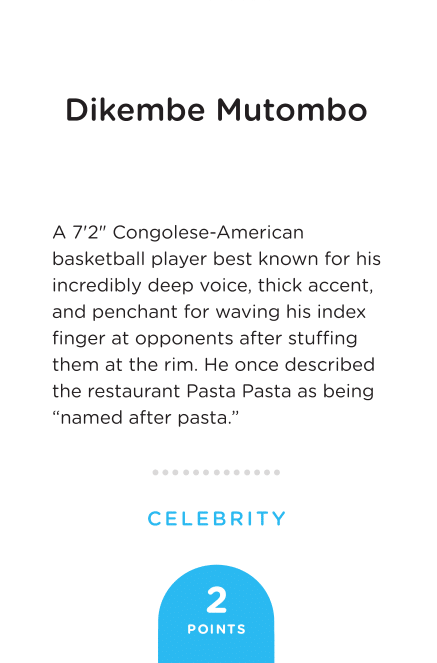 Dikembe Mutombo
A 7'2" Congolese-American
basketball player best known for his
incredibly deep voice, thick accent,
and penchant for waving his index
finger at opponents after stuffing
them at the rim. He once described
the restaurant Pasta Pasta as being
“named after pasta.”
CELEBRITY
2
POINTS